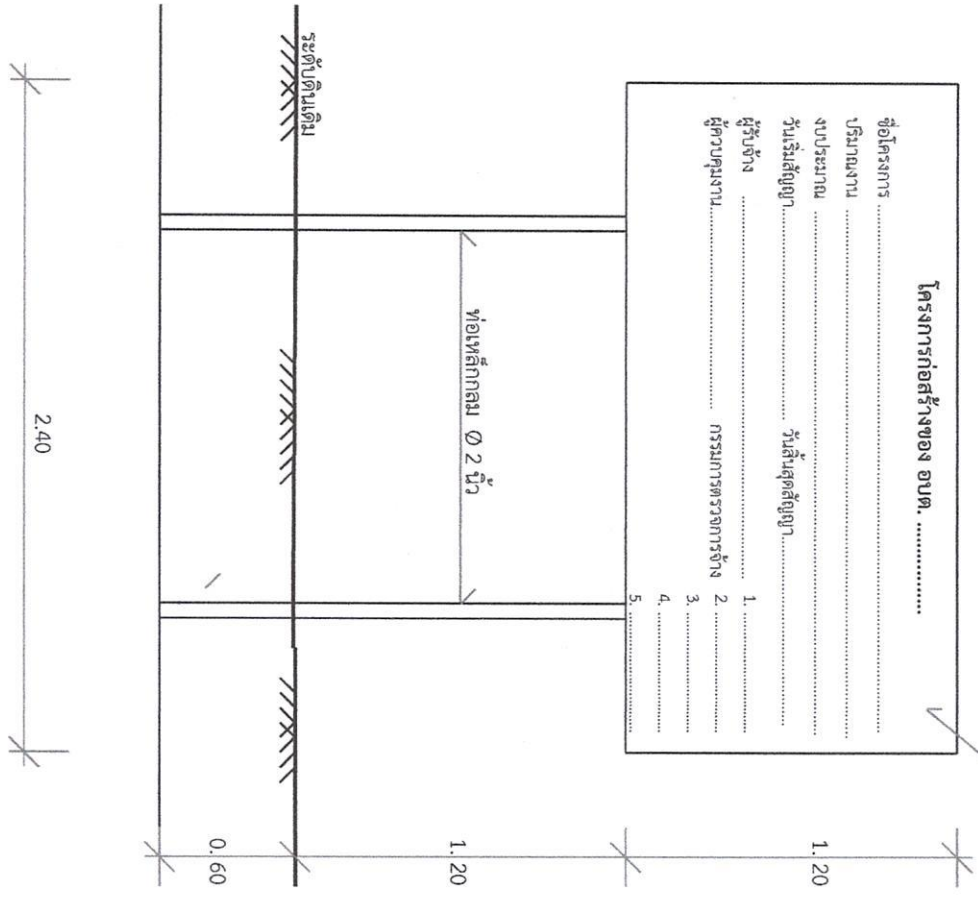 โครงการก่อสร้างของ อบต. ................
ชื่อโครงการ ................
ปริมาณงาน ................
งบประมาณ ................
วันเริ่มสัญญา ................ วันสิ้นสุดสัญญา ................
ผู้รับจ้าง ................
ผู้ควบคุมงาน ................ กรรมการตรวจการจ้าง
1. ................
2. ................
3. ................
4. ................
5. ................
1.20
ท่อเหล็กกลม Ø 2 นิ้ว
1.20
ระดับดินเดิม
0.60
2.40